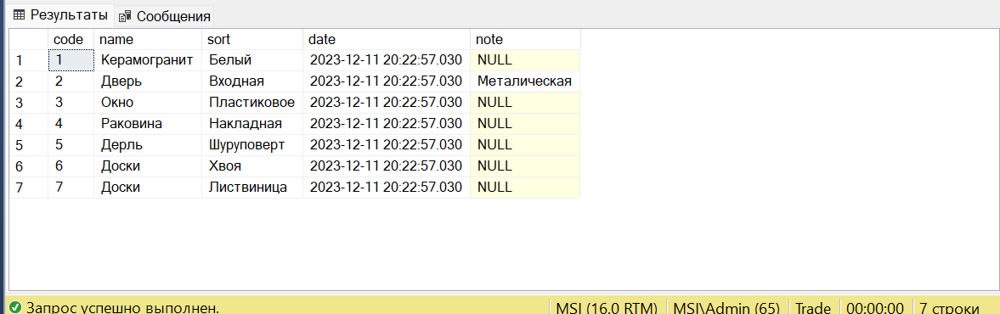 Результаты Сообщения
code name sort date note
1 1 Керамогранит Белый 2023-12-11 20:22:57.030 NULL
2 2 Дверь Входная 2023-12-11 20:22:57.030 Металическая
3 3 Окно Пластиковое 2023-12-11 20:22:57.030 NULL
4 4 Раковина Накладная 2023-12-11 20:22:57.030 NULL
5 5 Дерль Шуруповерт 2023-12-11 20:22:57.030 NULL
6 6 Доски Хвоя 2023-12-11 20:22:57.030 NULL
7 7 Доски Листвиница 2023-12-11 20:22:57.030 NULL
Запрос успешно выполнен. MSI (16.0 RTM) MSI\Admin (65) Trade 00:00:00 7 строки